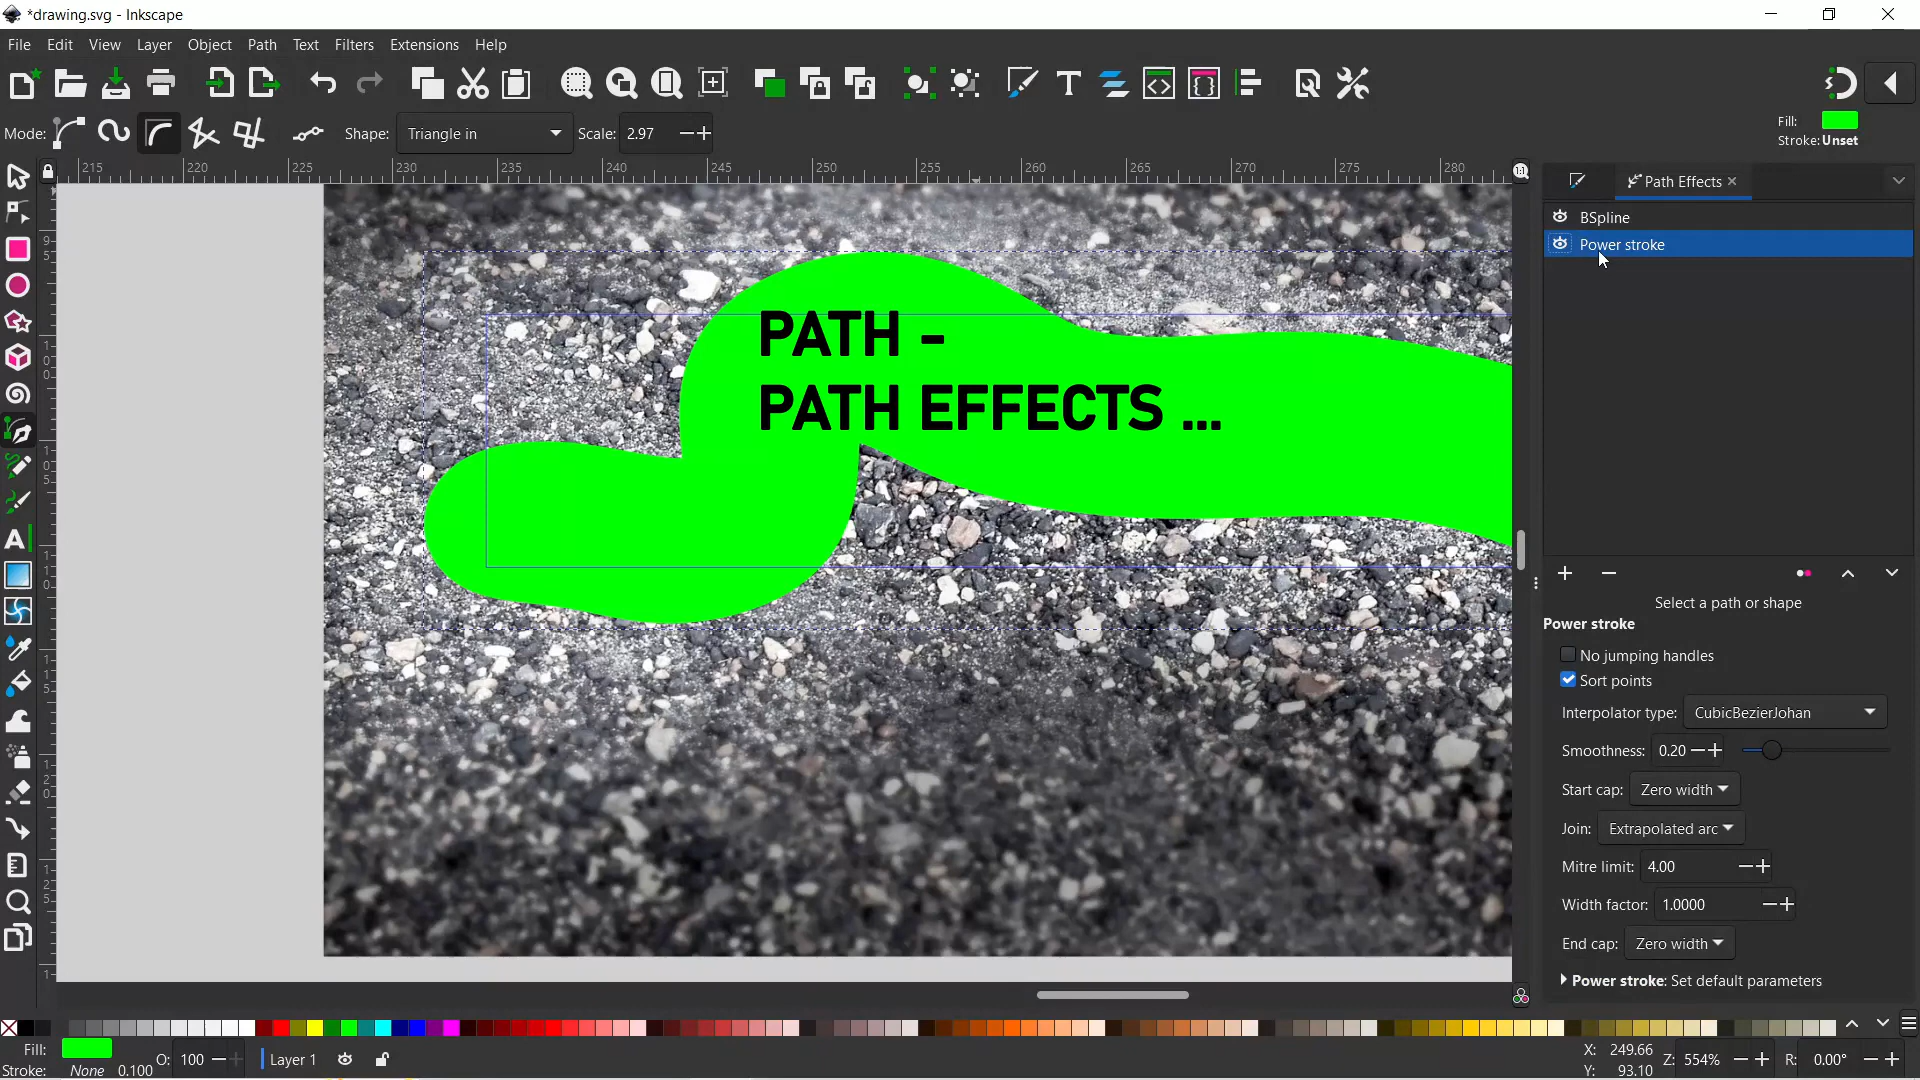 *drawing.svg - Inkscape
File Edit View Layer Object Path Text Filters Extensions Help
Mode: Shape: Triangle in Scale: 2.97
Fill:
Stroke: Unset
215 220 225 230 235 240 245 250 255 260 265 270 275 280
Path Effects
BSpline
Power stroke
PATH -
PATH EFFECTS ...
Select a path or shape
Power stroke
No jumping handles
Sort points
Interpolator type: CubicBezierJohan
Smoothness: 0.20
Start cap: Zero width
Join: Extrapolated arc
Mitre limit: 4.00
Width factor: 1.0000
End cap: Zero width
Power stroke: Set default parameters
Fill: O: 100 Layer 1 X: 249.66 Z: 554% R: 0.00°
Stroke: None 0.100 Y: 93.10